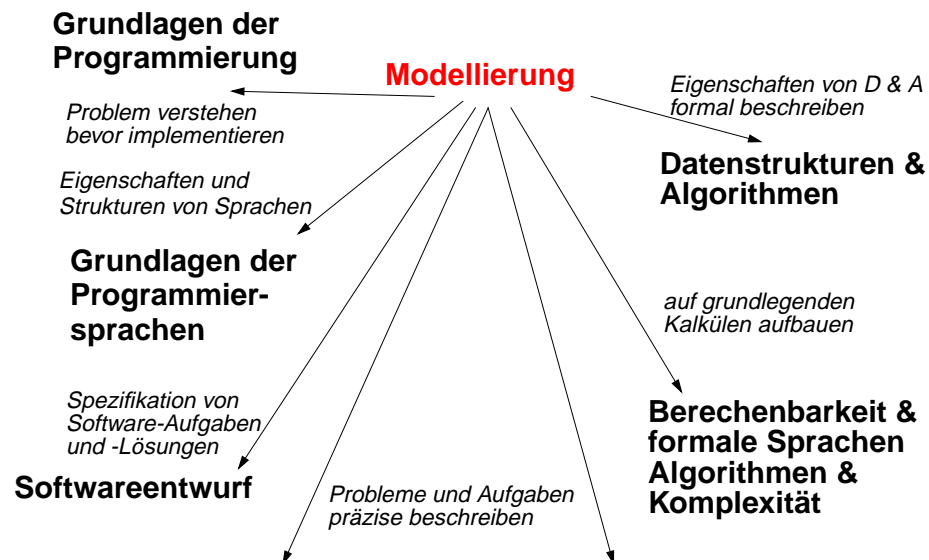 Grundlagen der
Programmierung
Modellierung
Problem verstehen
bevor implementieren
Eigenschaften von D & A
formal beschreiben
Datenstrukturen &
Algorithmen
Eigenschaften und
Strukturen von Sprachen
Grundlagen der
Programmier-
sprachen
auf grundlegenden
Kalkülen aufbauen
Spezifikation von
Software-Aufgaben
und -Lösungen
Softwareentwurf
Berechenbarkeit &
formale Sprachen
Algorithmen &
Komplexität
Probleme und Aufgaben
präzise beschreiben